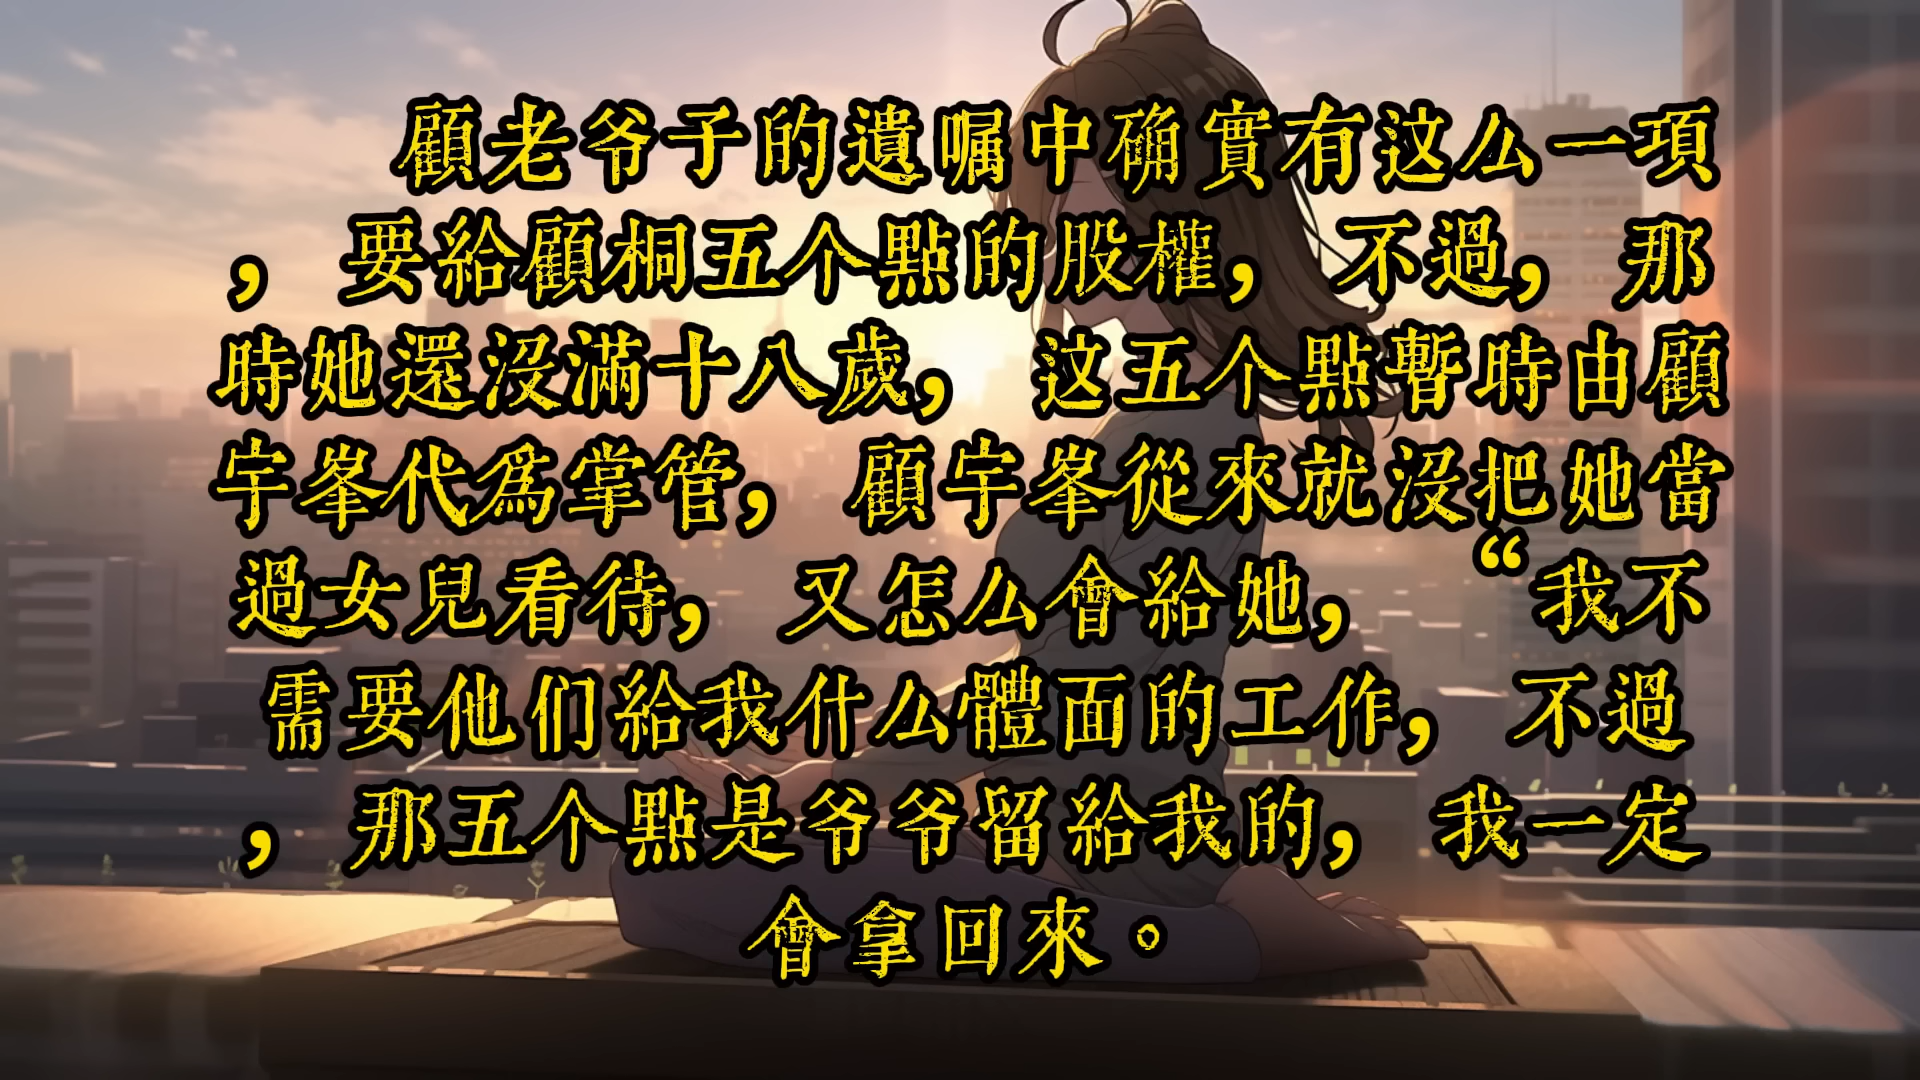 顧老爷子的遺嘱中确實有这么一項
，要給顧桐五个點的股權，不過，那
時她還沒滿十八歲，这五个點暫時由顧
宇峯代為掌管，顧宇峯從來就沒把她當
過女兒看待，又怎么會給她，“我不
需要他们給我什么體面的工作，不過
，那五个點是爷爷留給我的，我一定
會拿回來。